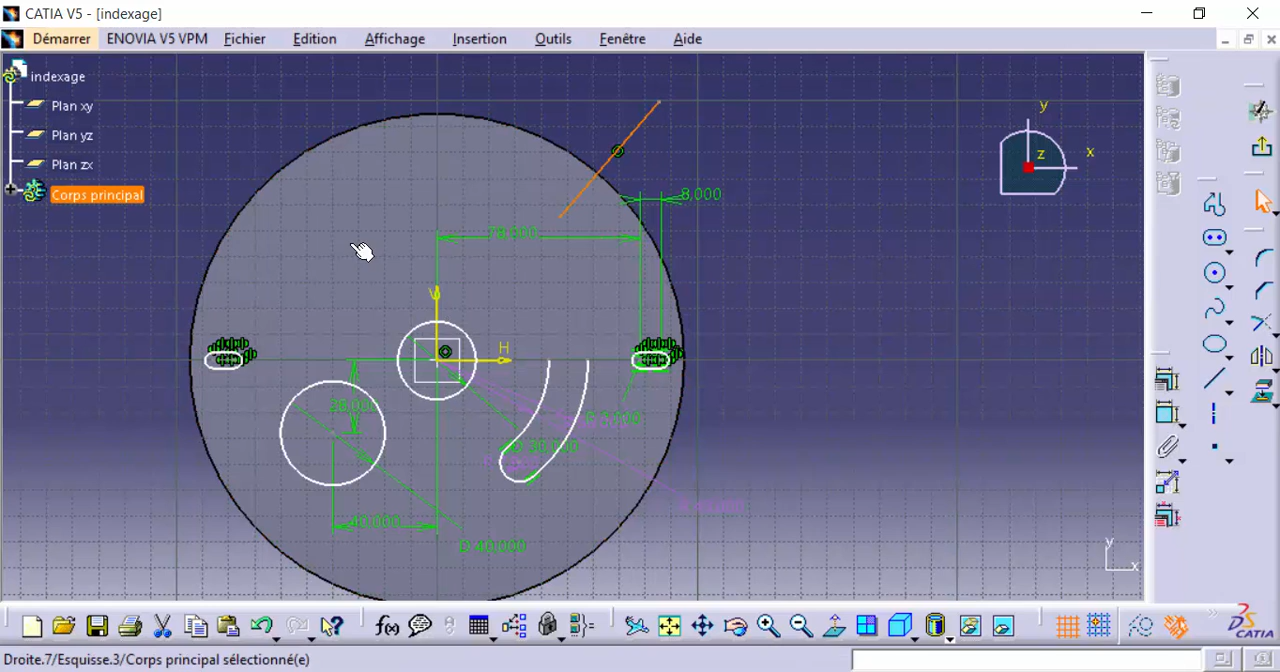 CATIA V5 - [indexage]
Démarrer ENOVIA V5 VPM Fichier Edition Affichage Insertion Outils Fenêtre Aide
indexage
Plan xy
Plan yz
Plan zx
Corps principal
y
z x
8,000
78,000
V
H
28,000
D 30,000
40,000
D 40,000
y
x
f(x)
CATIA
Droite.7/Esquisse.3/Corps principal sélectionné(e)